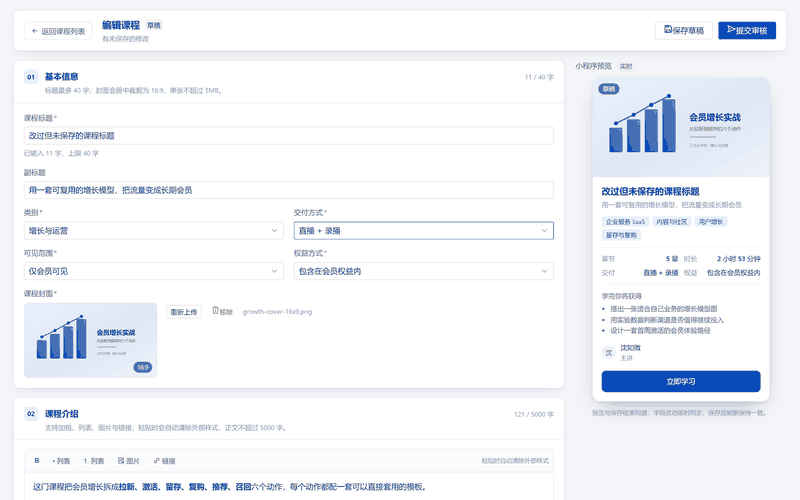 ← 返回课程列表
编辑课程 草稿
有未保存的修改
保存草稿
提交审核
01 基本信息 11 / 40 字
标题最多 40 字；封面会居中裁剪为 16:9，单张不超过 5MB。
课程标题*
改过但未保存的课程标题
已输入 11 字，上限 40 字
副标题
用一套可复用的增长模型，把流量变成长期会员
类别* 交付方式*
增长与运营 直播 + 录播
可见范围* 权益方式*
仅会员可见 包含在会员权益内
课程封面*
会员增长实战
从拉新到留存的六个动作
16:9
重新上传 移除 growth-cover-16x9.png
02 课程介绍 121 / 5000 字
支持加粗、列表、图片与链接；粘贴时会自动清除外部样式，正文不超过 5000 字。
B • 列表 1. 列表 图片 链接 粘贴时自动清除外部样式
这门课把会员增长拆成拉新、激活、留存、复购、推荐、召回六个动作，每个动作都配一套可以直接套用的模板。
小程序预览 实时
草稿
会员增长实战
从拉新到留存的六个动作
改过但未保存的课程标题
用一套可复用的增长模型，把流量变成长期会员
企业服务 SaaS 内容与社区 用户增长
留存与复购
章节 5 章 时长 2 小时 53 分钟
交付 直播 + 录播 权益 包含在会员权益内
学完你将获得
• 搭出一张适合自己业务的增长模型图
• 用实验数据判断渠道是否值得继续投入
• 设计一套首周激活的会员体验路径
沈 沈知微
主讲
立即学习
预览与保存结果同源：字段改动即时同步，保存后刷新保持一致。